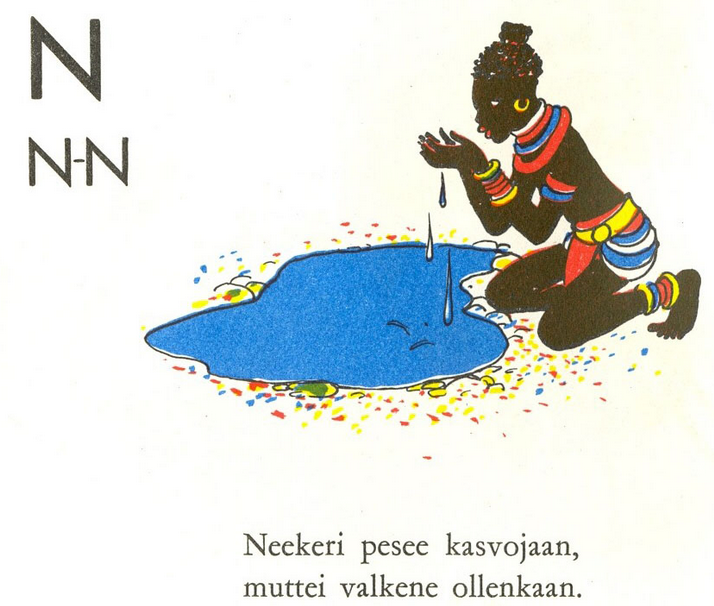 N
N-N
Neekeri pesee kasvojaan,
muttei valkene ollenkaan.